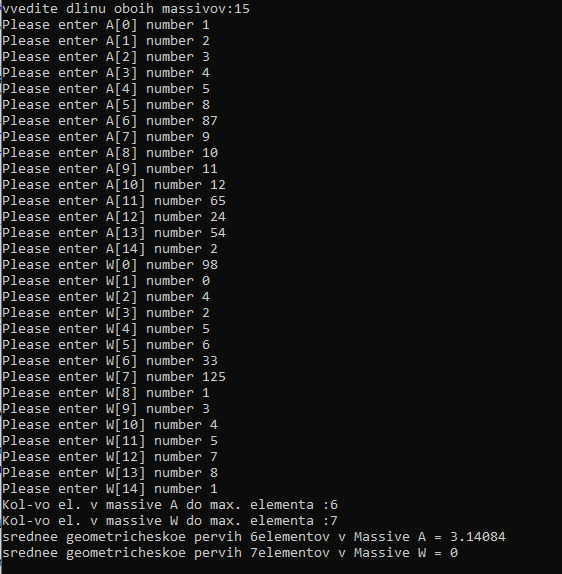 vvedite dlinu oboih massivov:15
Please enter A[0] number 1
Please enter A[1] number 2
Please enter A[2] number 3
Please enter A[3] number 4
Please enter A[4] number 5
Please enter A[5] number 8
Please enter A[6] number 87
Please enter A[7] number 9
Please enter A[8] number 10
Please enter A[9] number 11
Please enter A[10] number 12
Please enter A[11] number 65
Please enter A[12] number 24
Please enter A[13] number 54
Please enter A[14] number 2
Please enter W[0] number 98
Please enter W[1] number 0
Please enter W[2] number 4
Please enter W[3] number 2
Please enter W[4] number 5
Please enter W[5] number 6
Please enter W[6] number 33
Please enter W[7] number 125
Please enter W[8] number 1
Please enter W[9] number 3
Please enter W[10] number 4
Please enter W[11] number 5
Please enter W[12] number 7
Please enter W[13] number 8
Please enter W[14] number 1
Kol-vo el. v massive A do max. elementa :6
Kol-vo el. v massive W do max. elementa :7
srednee geometricheskoe pervih 6elementov v Massive A = 3.14084
srednee geometricheskoe pervih 7elementov v Massive W = 0